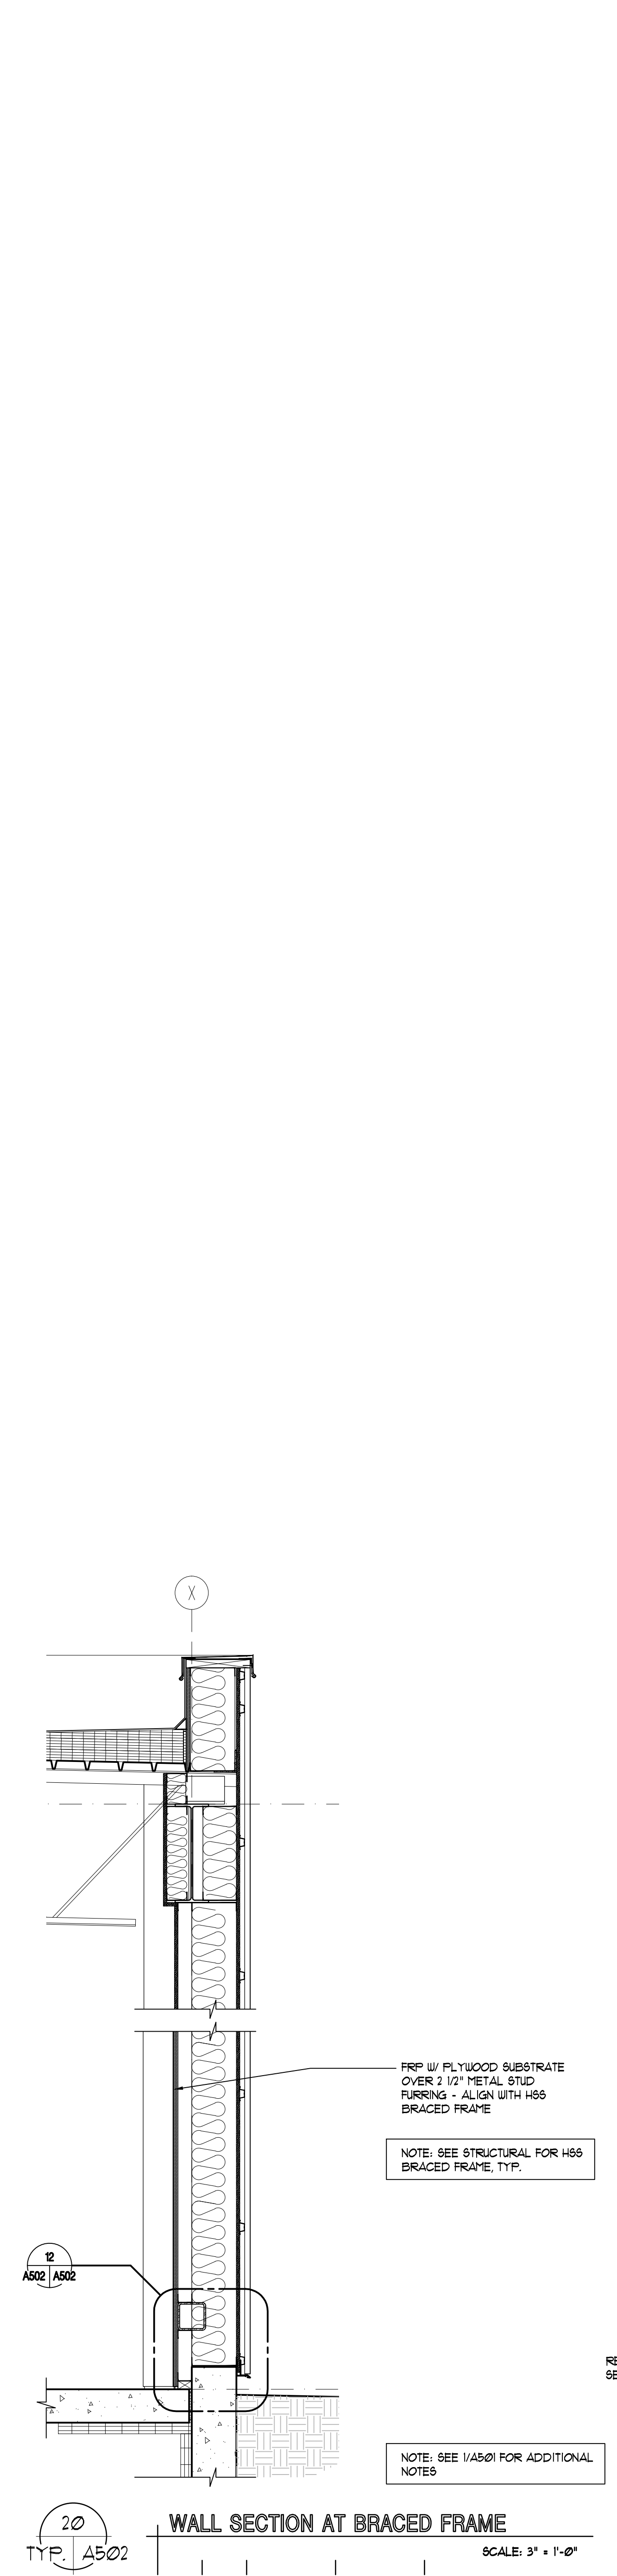 X
FRP W/ PLYWOOD SUBSTRATE
OVER 2 1/2" METAL STUD
FURRING - ALIGN WITH HSS
BRACED FRAME
NOTE: SEE STRUCTURAL FOR HSS
BRACED FRAME, TYP.
12
A502 A502
NOTE: SEE 1/A501 FOR ADDITIONAL
NOTES
20
TYP. A502
WALL SECTION AT BRACED FRAME
SCALE: 3" = 1'-0"